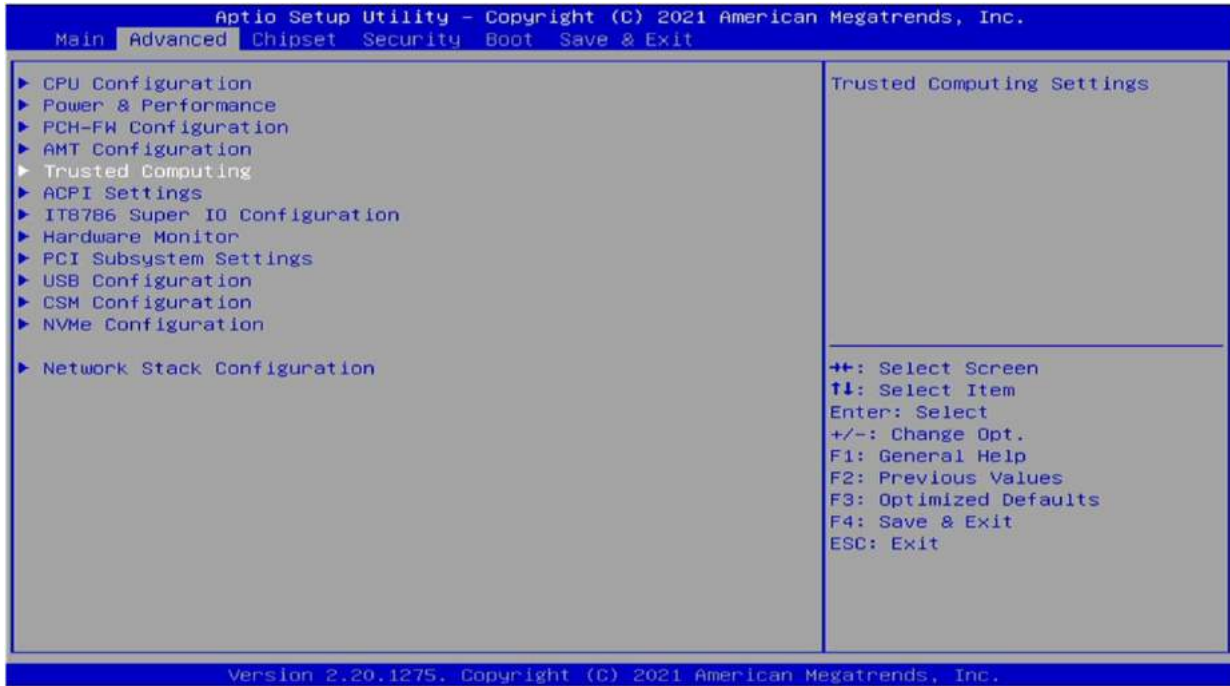 Aptio Setup Utility – Copyright (C) 2021 American Megatrends, Inc.
Main Advanced Chipset Security Boot Save & Exit
► CPU Configuration
► Power & Performance
► PCH-FW Configuration
► AMT Configuration
► Trusted Computing
► ACPI Settings
► IT8786 Super IO Configuration
► Hardware Monitor
► PCI Subsystem Settings
► USB Configuration
► CSM Configuration
► NVMe Configuration
► Network Stack Configuration
Trusted Computing Settings
→←: Select Screen
↑↓: Select Item
Enter: Select
+/-: Change Opt.
F1: General Help
F2: Previous Values
F3: Optimized Defaults
F4: Save & Exit
ESC: Exit
Version 2.20.1275. Copyright (C) 2021 American Megatrends, Inc.